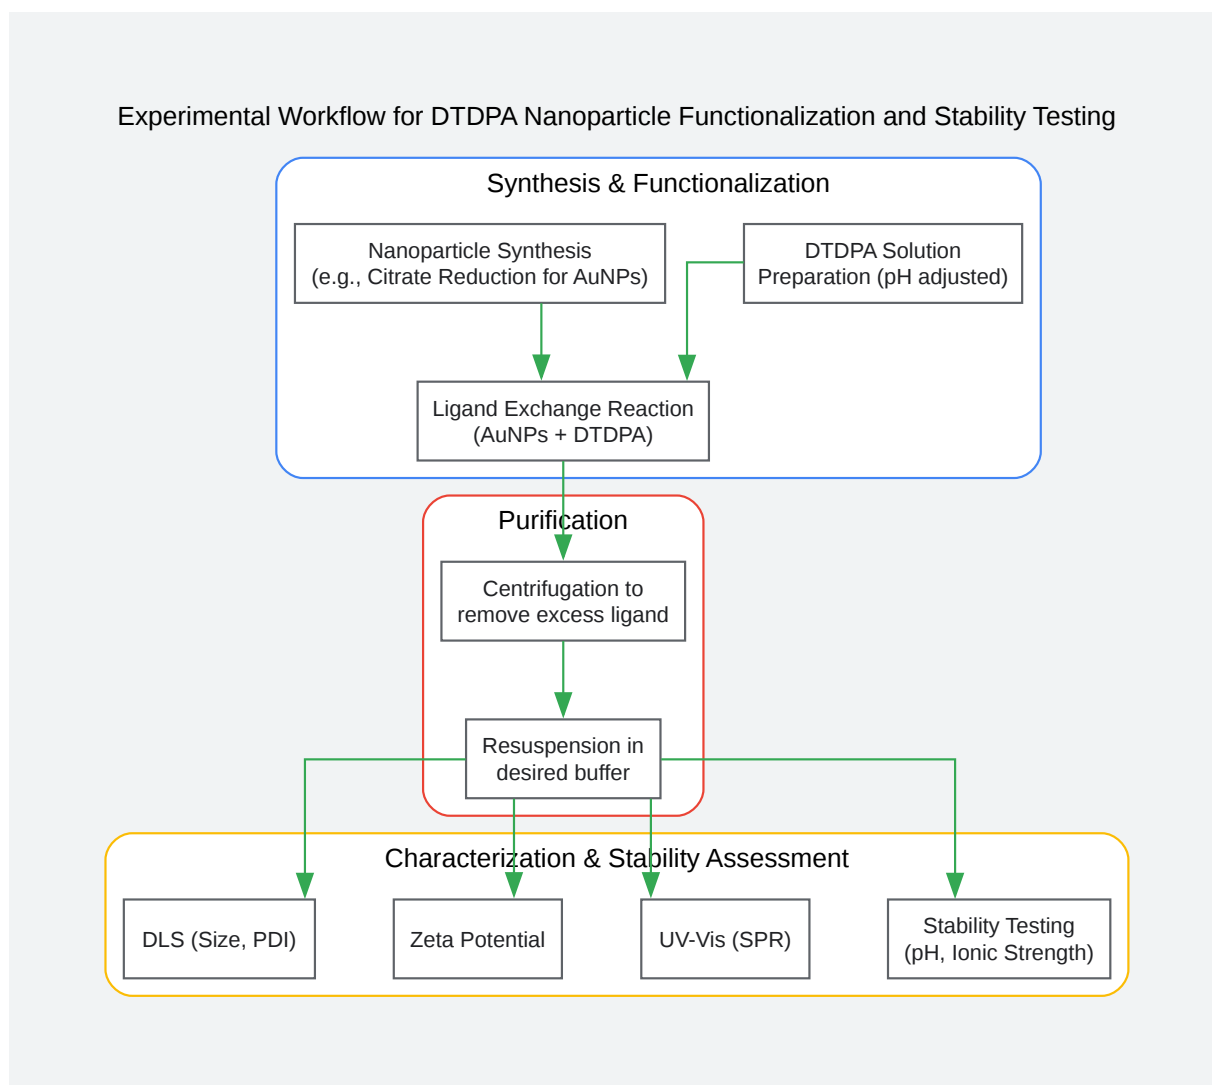 Experimental Workflow for DTDPA Nanoparticle Functionalization and Stability Testing
Synthesis & Functionalization
Nanoparticle Synthesis
(e.g., Citrate Reduction for AuNPs)
DTDPA Solution
Preparation (pH adjusted)
Ligand Exchange Reaction
(AuNPs + DTDPA)
Purification
Centrifugation to
remove excess ligand
Resuspension in
desired buffer
Characterization & Stability Assessment
DLS (Size, PDI)
Zeta Potential
UV-Vis (SPR)
Stability Testing
(pH, Ionic Strength)